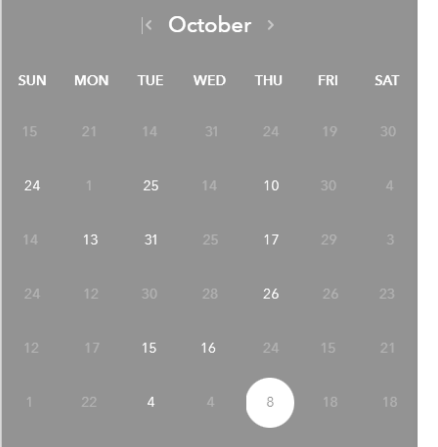 |< October >
SUN MON TUE WED THU FRI SAT
15 21 14 31 24 19 30
24 1 25 14 10 30 4
14 13 31 25 17 29 3
24 12 30 28 26 26 23
12 17 15 16 24 15 21
1 22 4 4 8 18 18